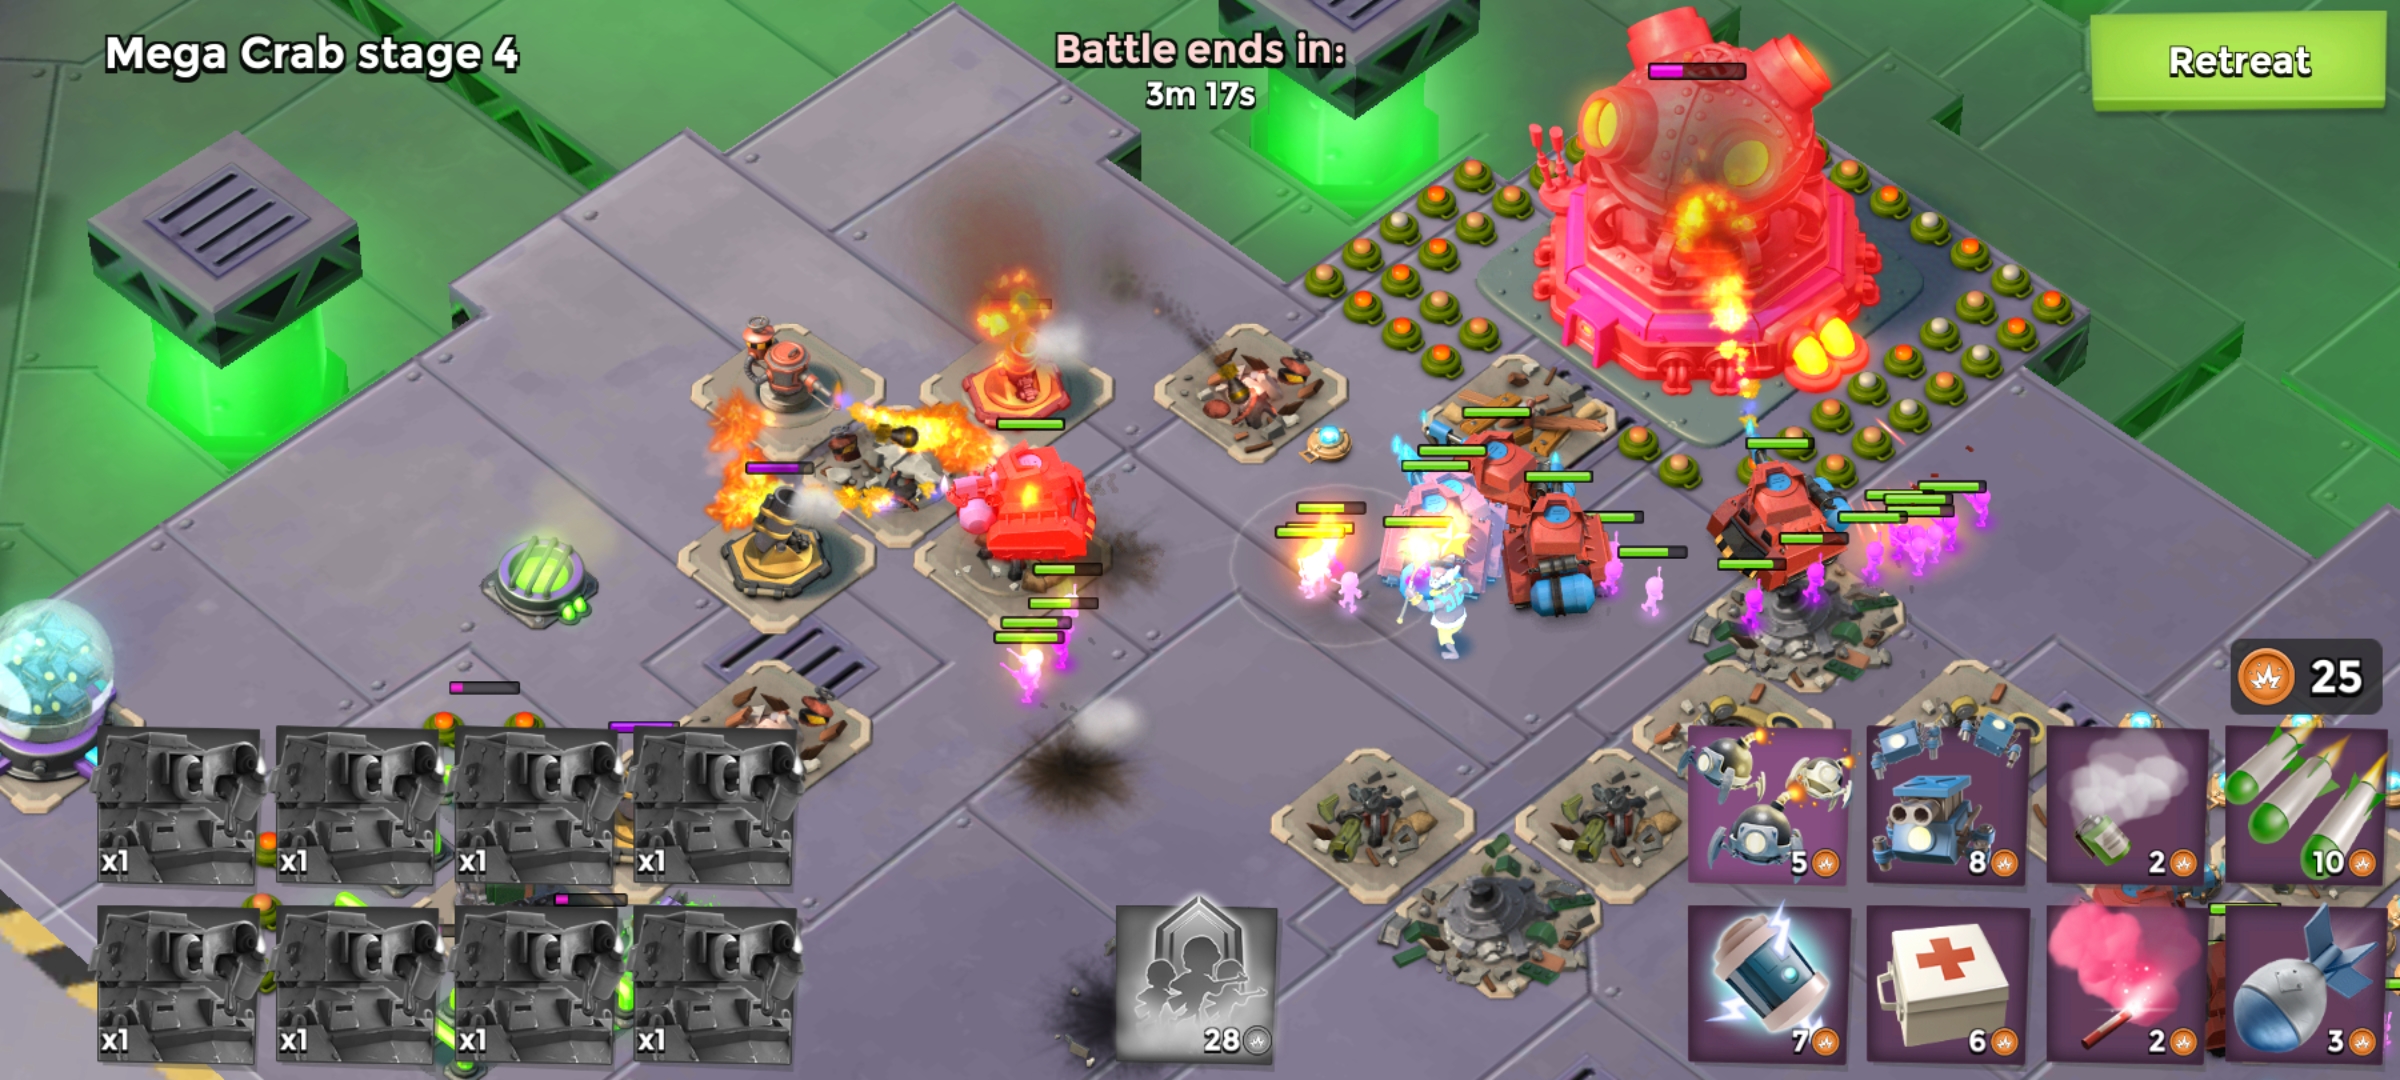 Mega Crab stage 4
Battle ends in:
3m 17s
Retreat
25
x1
x1
x1
x1
5
8
2
10
x1
x1
x1
x1
28
7
6
2
3